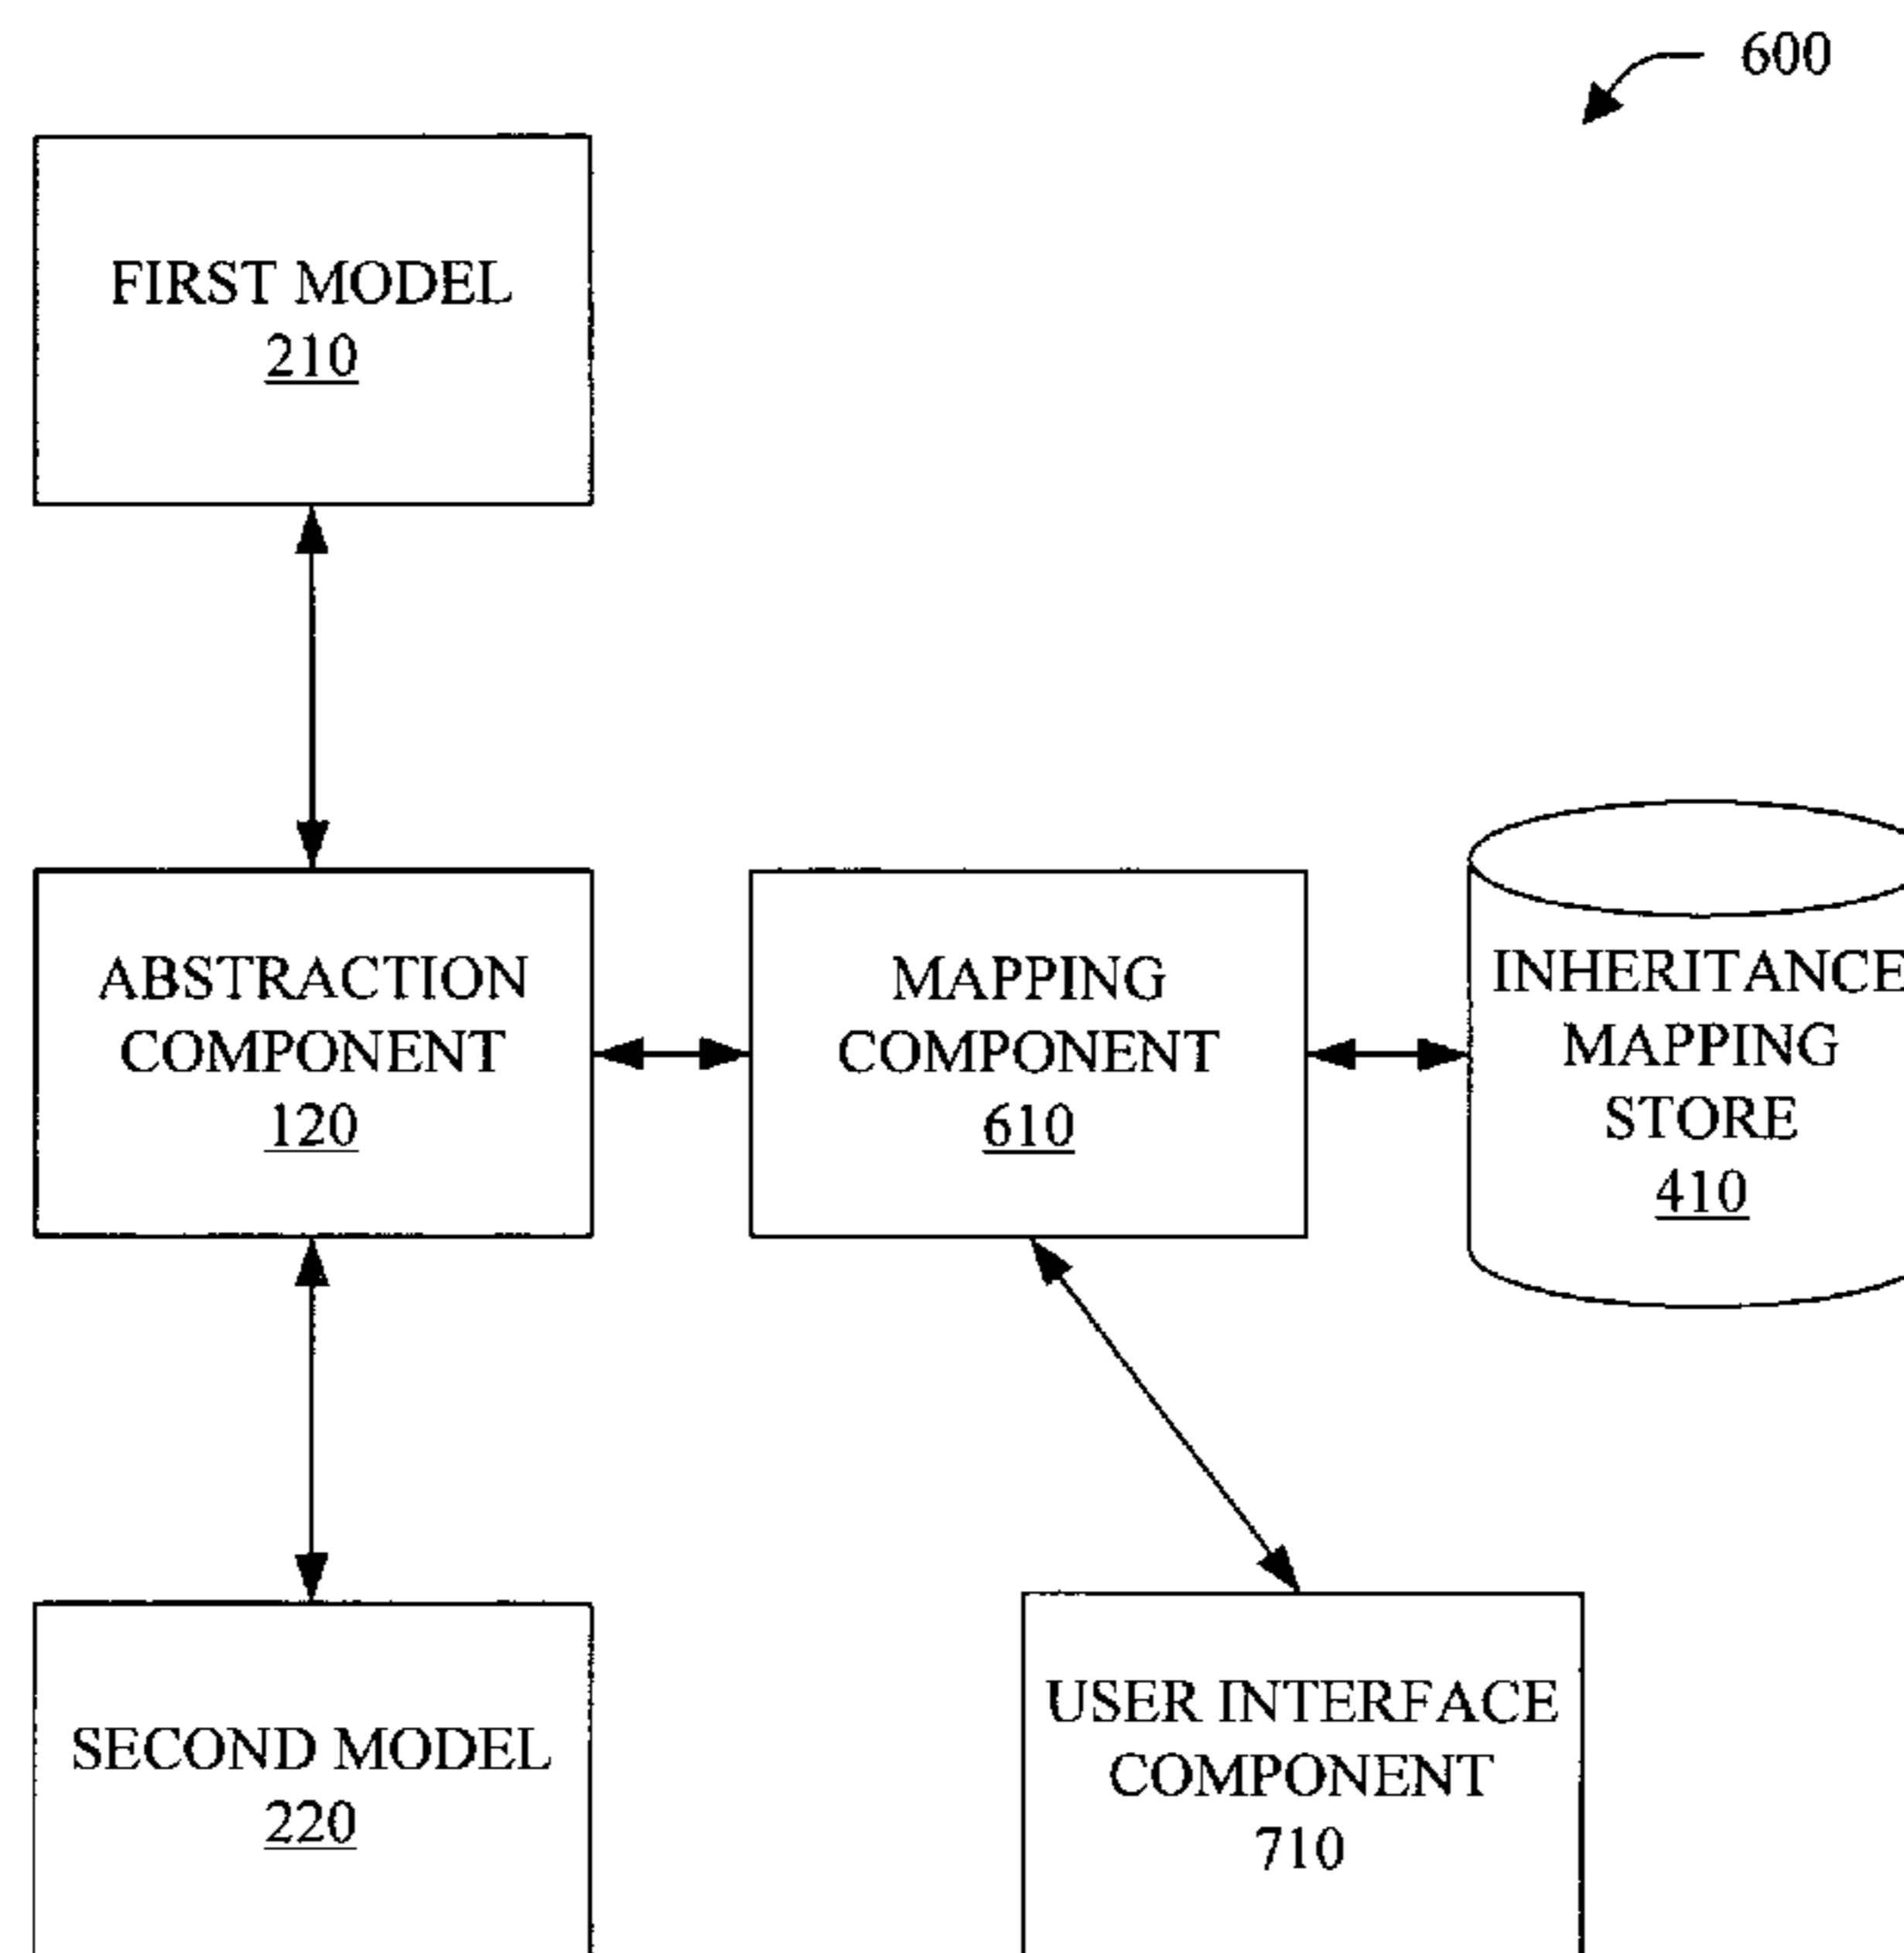 600
FIRST MODEL
210
ABSTRACTION
COMPONENT
120
MAPPING
COMPONENT
610
INHERITANCE
MAPPING
STORE
410
SECOND MODEL
220
USER INTERFACE
COMPONENT
710